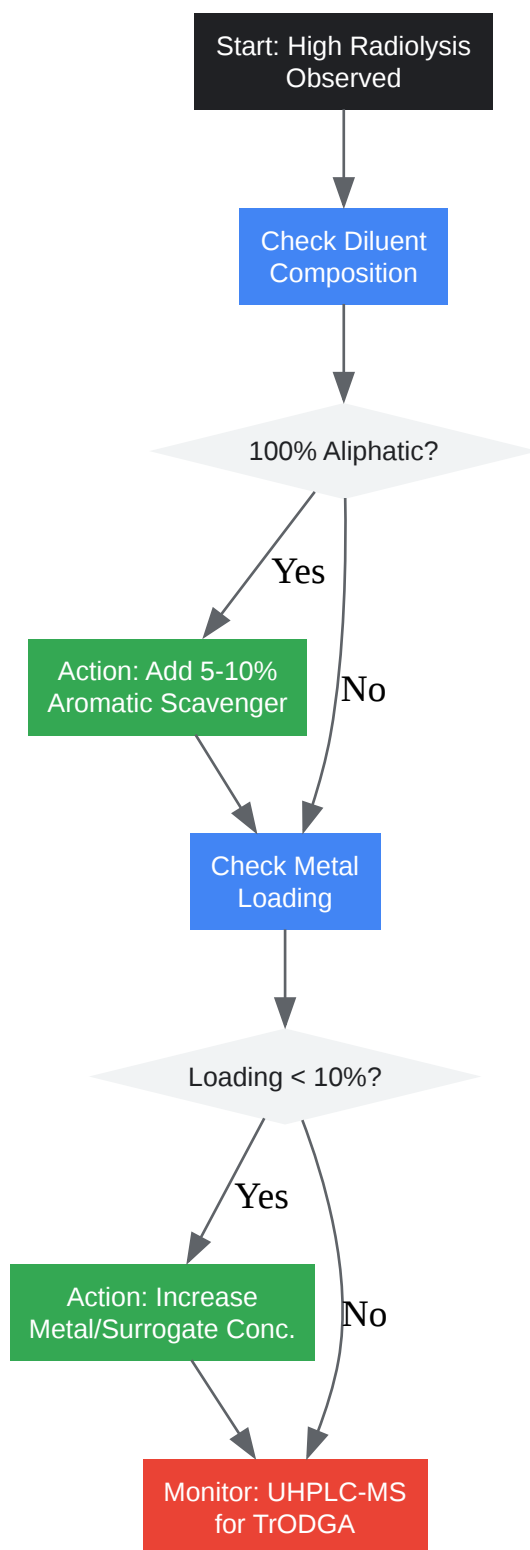 Start: High Radiolysis
Observed
Check Diluent
Composition
100% Aliphatic?
Yes
Action: Add 5-10%
Aromatic Scavenger
No
Check Metal
Loading
Loading < 10%?
Yes
Action: Increase
Metal/Surrogate Conc.
No
Monitor: UHPLC-MS
for TrODGA